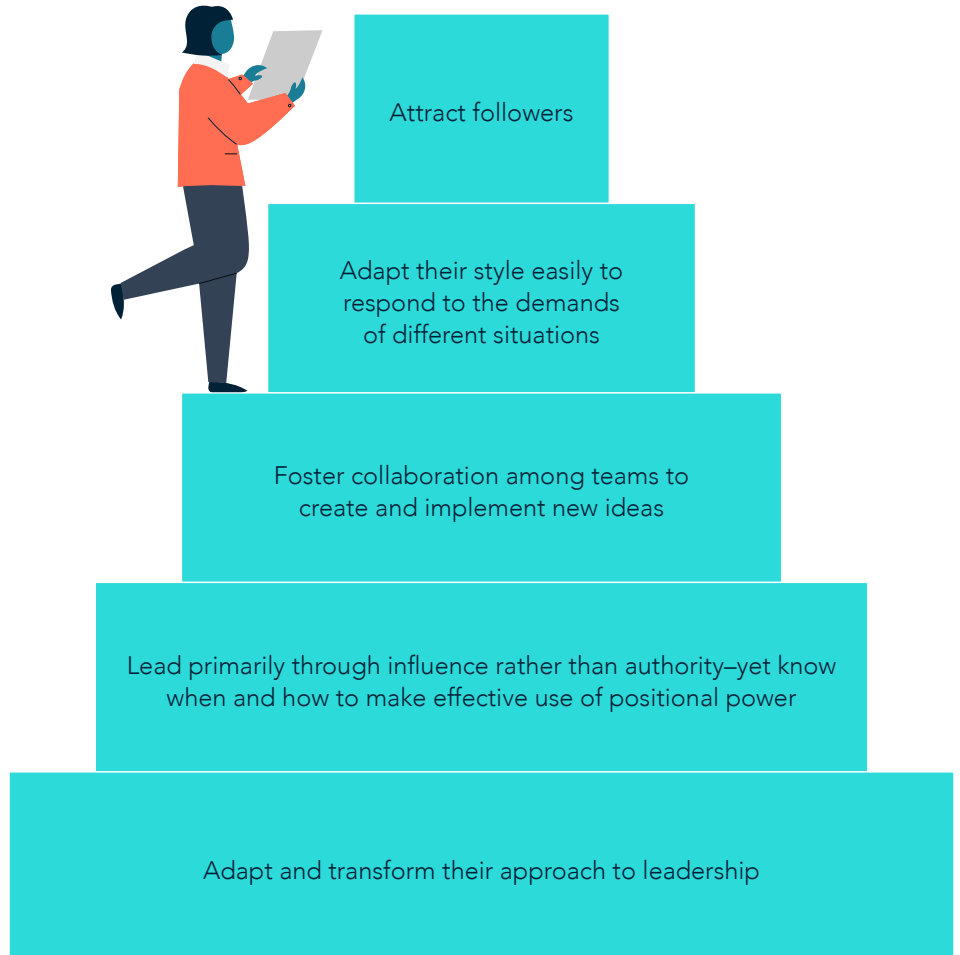 Attract followers
Adapt their style easily to
respond to the demands
of different situations
Foster collaboration among teams to
create and implement new ideas
Lead primarily through influence rather than authority–yet know
when and how to make effective use of positional power
Adapt and transform their approach to leadership